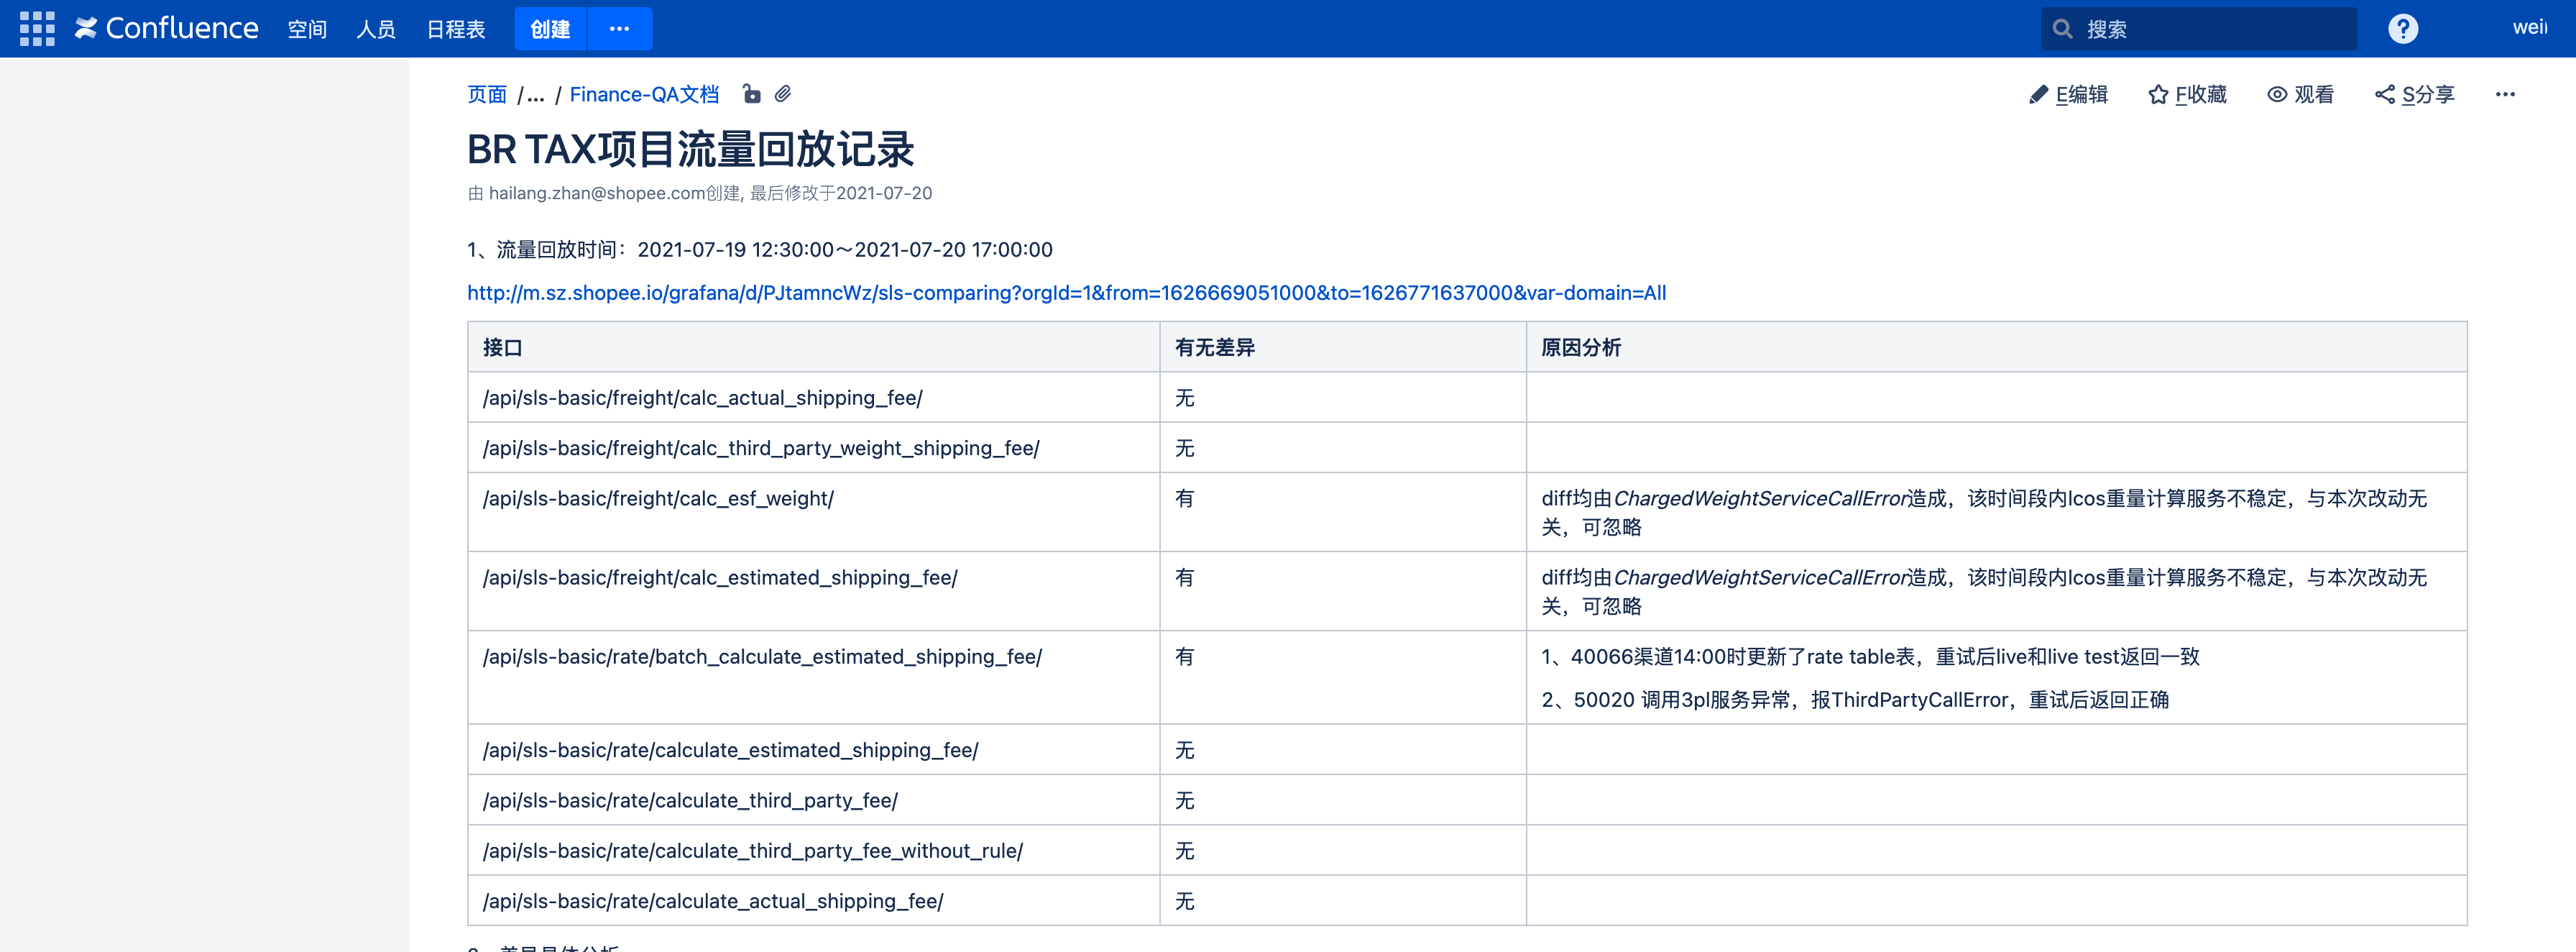 Confluence 空间 人员 日程表 创建 ··· 搜索 ? wei
页面 /... / Finance-QA文档 E编辑 F收藏 观看 S分享 ···
BR TAX项目流量回放记录
由 hailang.zhan@shopee.com创建, 最后修改于2021-07-20
1、流量回放时间：2021-07-19 12:30:00～2021-07-20 17:00:00
http://m.sz.shopee.io/grafana/d/PJtamncWz/sls-comparing?orgId=1&from=1626669051000&to=1626771637000&var-domain=All
接口 有无差异 原因分析
/api/sls-basic/freight/calc_actual_shipping_fee/ 无
/api/sls-basic/freight/calc_third_party_weight_shipping_fee/ 无
/api/sls-basic/freight/calc_esf_weight/ 有 diff均由ChargedWeightServiceCallError造成，该时间段内lcos重量计算服务不稳定，与本次改动无
关，可忽略
/api/sls-basic/freight/calc_estimated_shipping_fee/ 有 diff均由ChargedWeightServiceCallError造成，该时间段内lcos重量计算服务不稳定，与本次改动无
关，可忽略
/api/sls-basic/rate/batch_calculate_estimated_shipping_fee/ 有 1、40066渠道14:00时更新了rate table表，重试后live和live test返回一致
2、50020 调用3pl服务异常，报ThirdPartyCallError，重试后返回正确
/api/sls-basic/rate/calculate_estimated_shipping_fee/ 无
/api/sls-basic/rate/calculate_third_party_fee/ 无
/api/sls-basic/rate/calculate_third_party_fee_without_rule/ 无
/api/sls-basic/rate/calculate_actual_shipping_fee/ 无